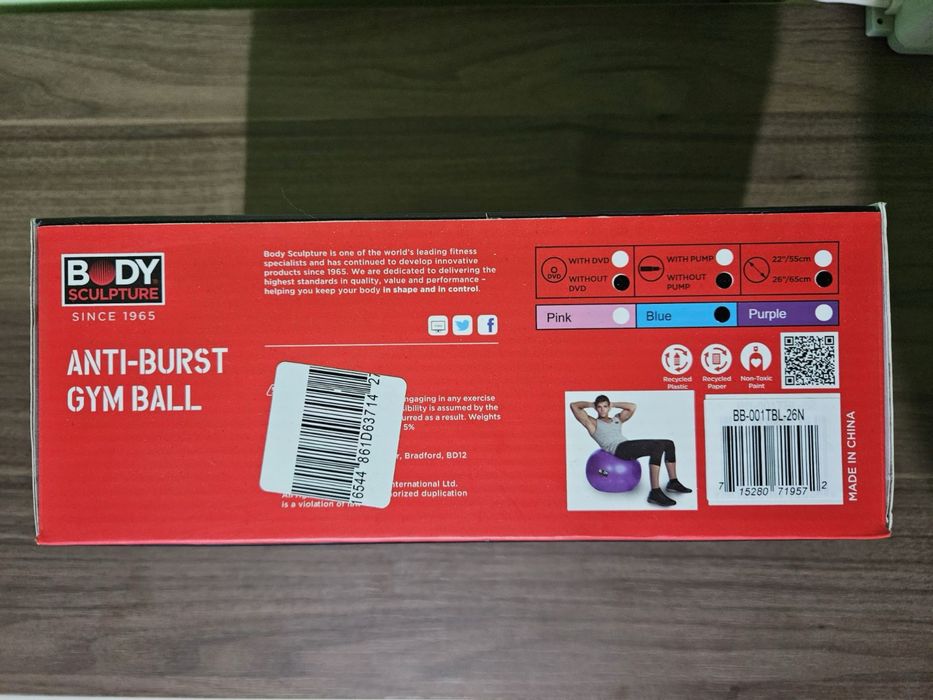 BODY
SCULPTURE
SINCE 1965
ANTI-BURST
GYM BALL
Body Sculpture is one of the world's leading fitness
specialists and has continued to develop innovative
products since 1965. We are dedicated to delivering the
highest standards in quality, value and performance –
helping you keep your body in shape and in control.
ngaging in any exercise
sibility is assumed by the
urred as a result. Weights
5%
r, Bradford, BD12
nternational Ltd.
orized duplication
is a violation of
16544 861D63714 27
DVD
WITH DVD
WITHOUT
DVD
WITH PUMP
WITHOUT
PUMP
22"/55cm
26"/65cm
Pink
Blue
Purple
Recycled
Plastic
Recycled
Paper
Non-Toxic
Paint
BB-001TBL-26N
7 15280 71957 2
MADE IN CHINA